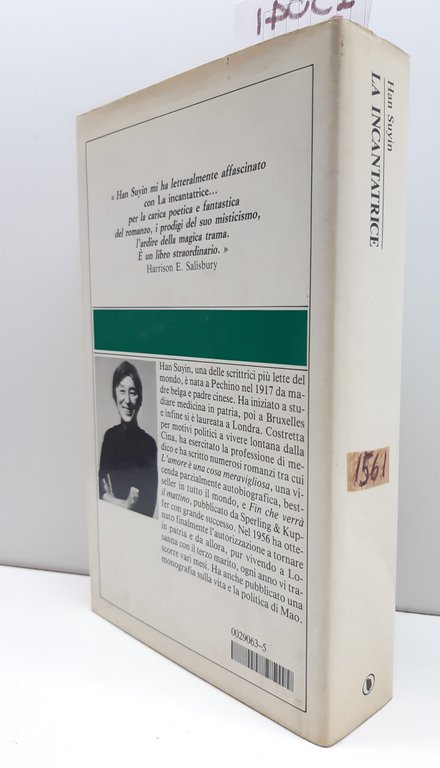 « Han Suyin mi ha letteralmente affascinato
con La incantatrice...
per la carica poetica e fantastica
del romanzo, i prodigi del suo misticismo,
l'ardire della magica trama.
È un libro straordinario. »
Harrison E. Salisbury
Han Suyin, una delle scrittrici più lette del
mondo, è nata a Pechino nel 1917 da ma-
dre belga e padre cinese. Ha iniziato a stu-
diare medicina in patria, poi a Bruxelles
e infine si è laureata a Londra. Costretta
per motivi politici a vivere lontana dalla
Cina, ha esercitato la professione di me-
dico e ha scritto numerosi romanzi tra cui
L'amore è una cosa meravigliosa, una vi-
cenda parzialmente autobiografica, best-
seller in tutto il mondo, e Fin che verrà
il mattino, pubblicato da Sperling & Kup-
fer con grande successo. Nel 1956 ha otte-
nuto finalmente l'autorizzazione a tornare
in patria e da allora, pur vivendo a Lo-
sanna con il terzo marito, ogni anno vi tra-
scorre vari mesi. Ha anche pubblicato una
monografia sulla vita e la politica di Mao.
0029063-5
Han Suyin
LA INCANTATRICE
1561